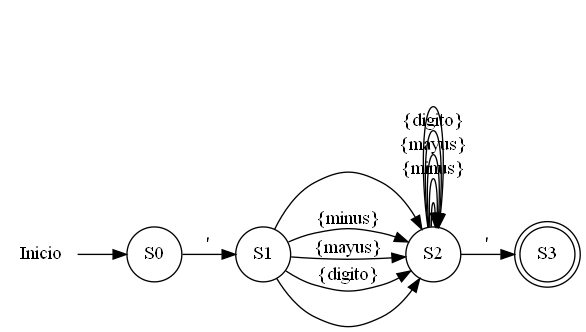 {digito}
{mayus}
{minus}
{minus}
{mayus}
{digito}
Inicio
S0
'
S1
S2
'
S3